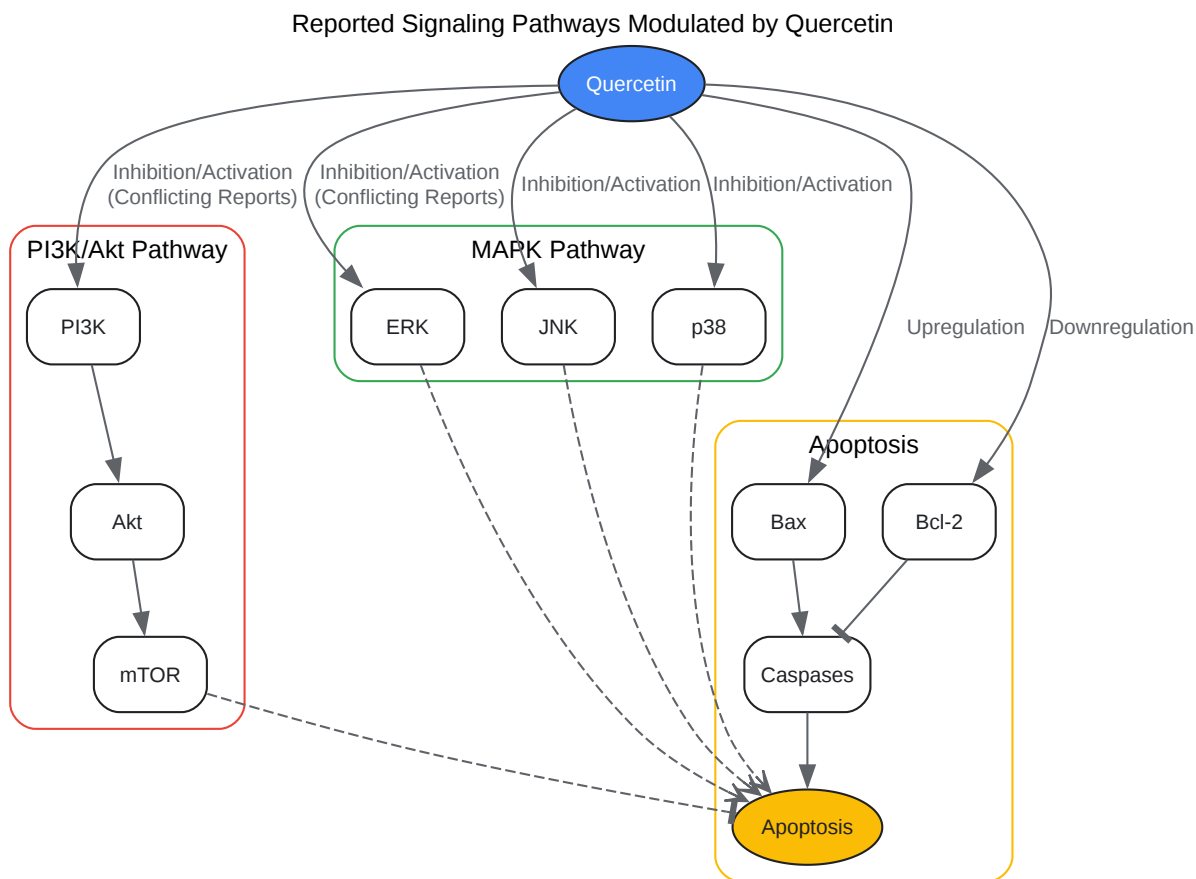 Reported Signaling Pathways Modulated by Quercetin
Quercetin
Inhibition/Activation
(Conflicting Reports)
Inhibition/Activation
(Conflicting Reports)
Inhibition/Activation
Inhibition/Activation
PI3K/Akt Pathway
MAPK Pathway
PI3K
ERK
JNK
p38
Upregulation
Downregulation
Apoptosis
Akt
Bax
Bcl-2
mTOR
Caspases
Apoptosis